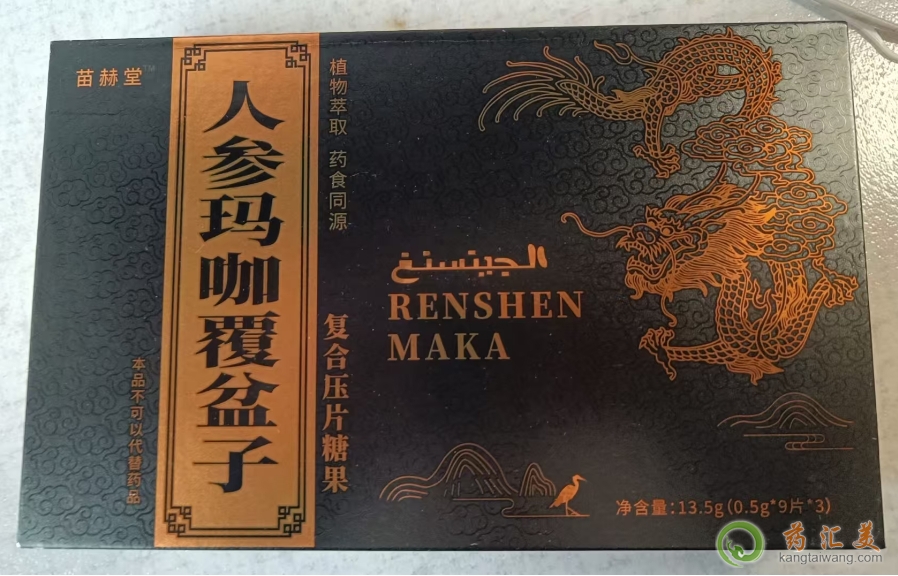 苗赫堂™
人参玛咖覆盆子
植物萃取 药食同源
复合压片糖果
本品不可以代替药品
الجينسنغ
RENSHEN
MAKA
净含量:13.5g(0.5g*9片*3)
药汇美
kangtaiwang.com